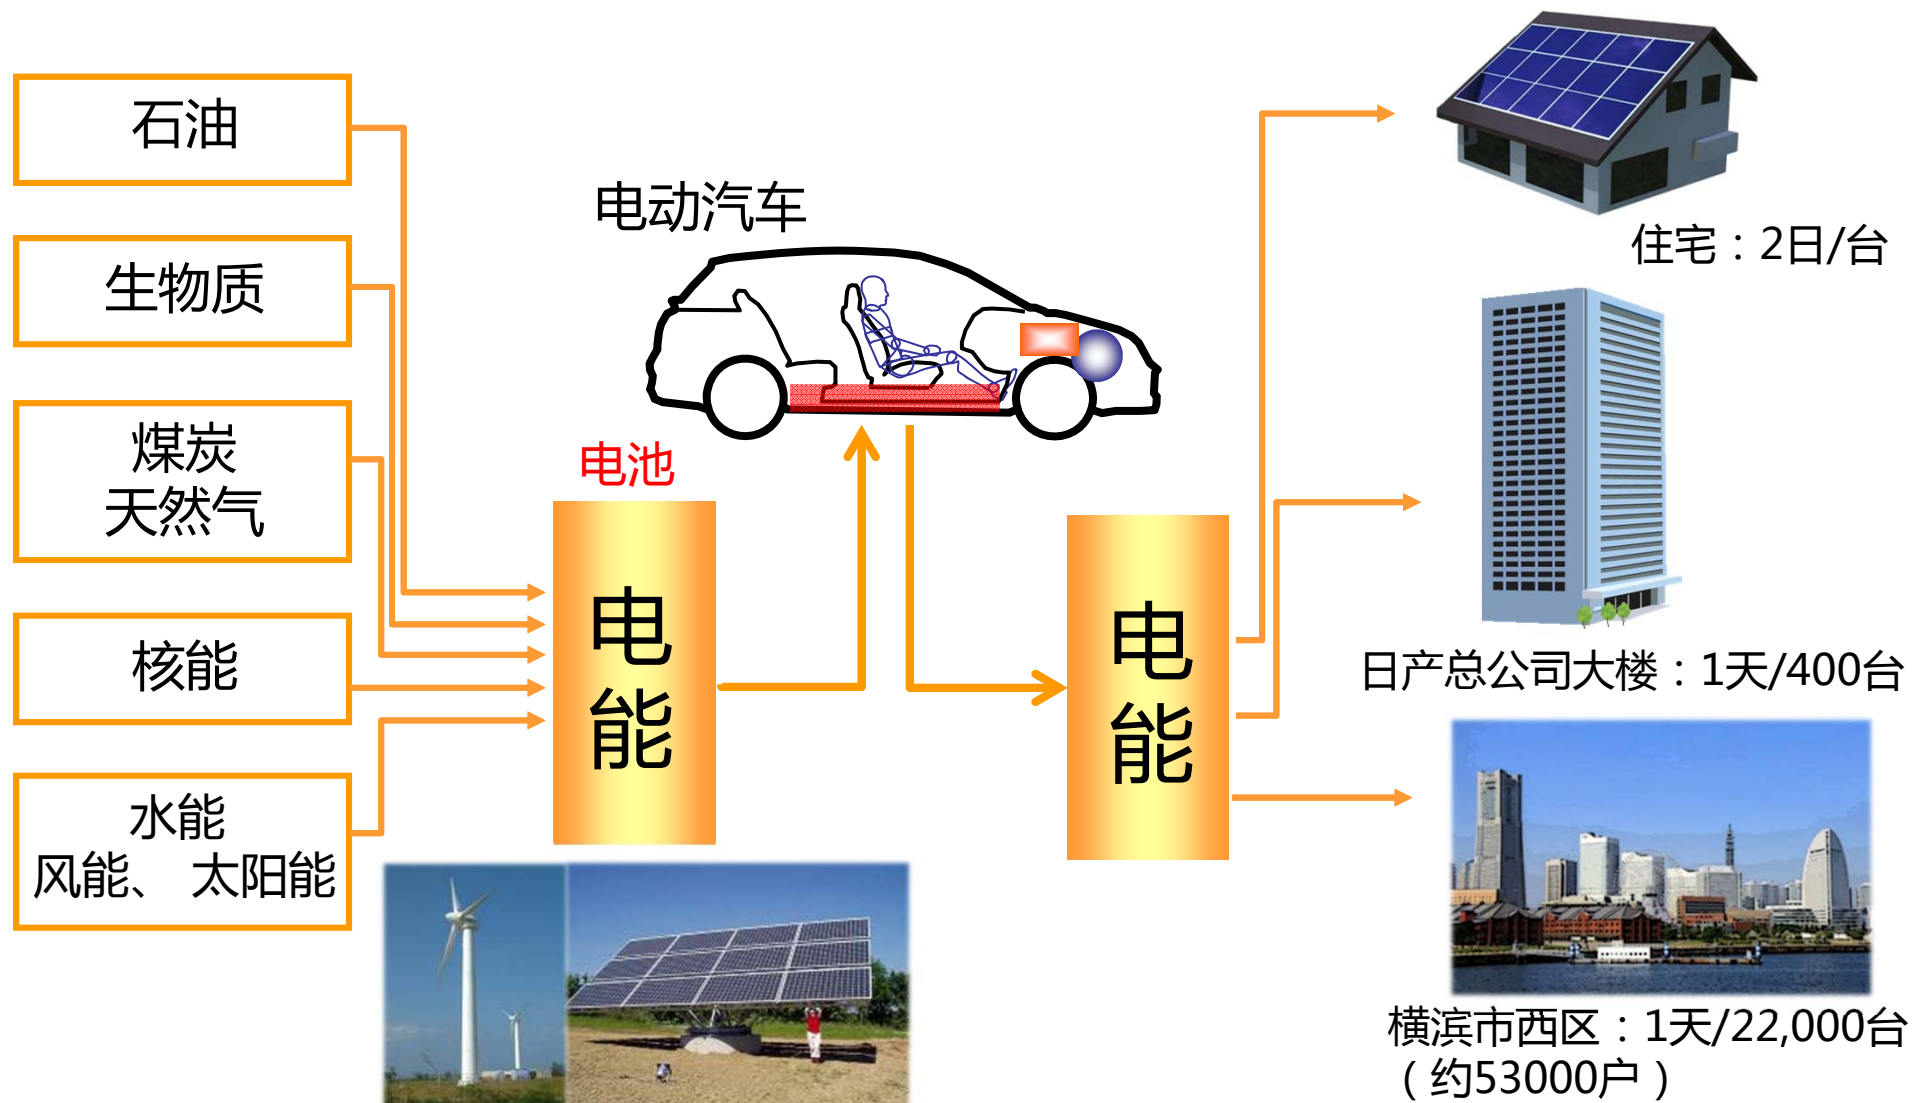 石油
生物质
煤炭
天然气
核能
水能
风能、 太阳能
电动汽车
电池
电
能
电
能
住宅：2日/台
日产总公司大楼：1天/400台
横滨市西区：1天/22,000台
（约53000户）